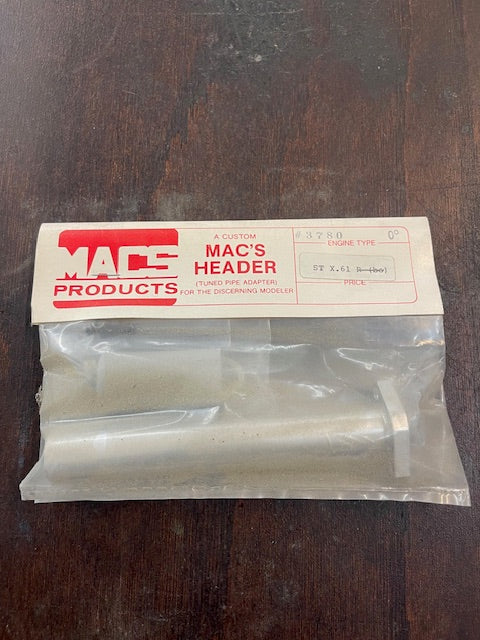 MACS
PRODUCTS
A CUSTOM
MAC'S
HEADER
(TUNED PIPE ADAPTER)
FOR THE DISCERNING MODELER
#3780 0°
ENGINE TYPE
ST X.61 R (bo)
PRICE